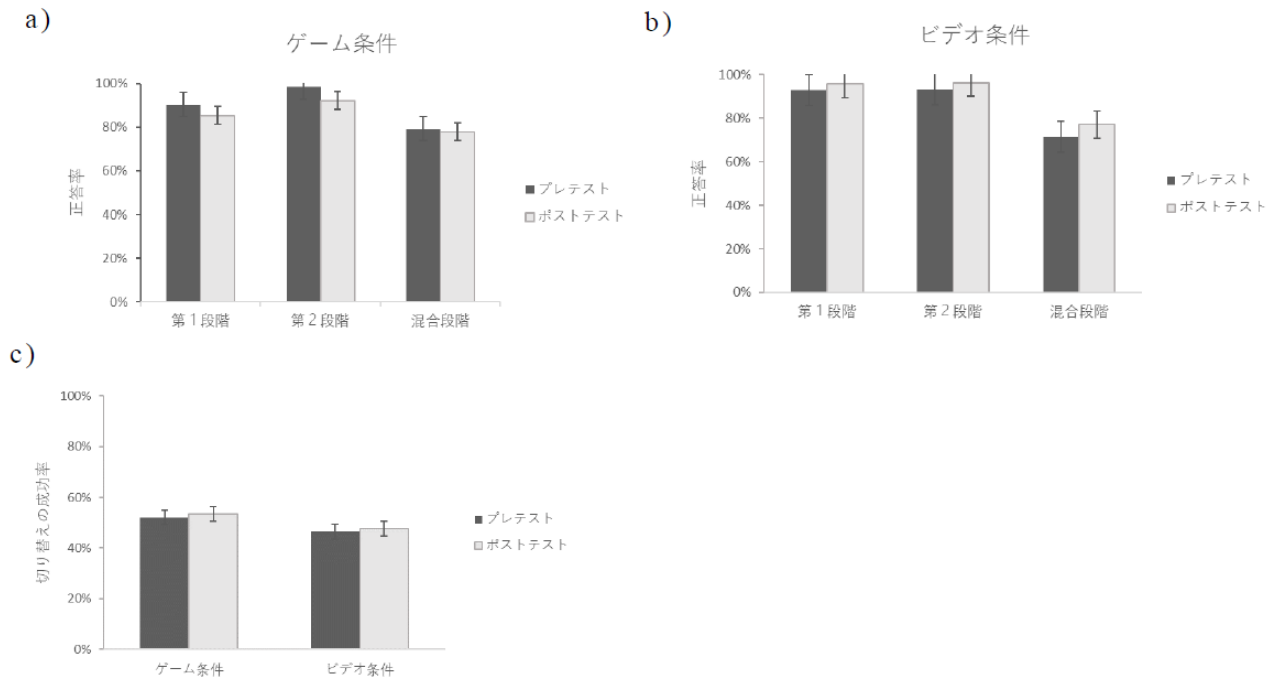 a)
ゲーム条件
100%
80%
60%
40%
20%
0%
正答率
第１段階
第２段階
混合段階
プレテスト
ポストテスト
b)
ビデオ条件
100%
80%
60%
40%
20%
0%
正答率
第１段階
第２段階
混合段階
プレテスト
ポストテスト
c)
100%
80%
60%
40%
20%
0%
切り替えの成功率
ゲーム条件
ビデオ条件
プレテスト
ポストテスト